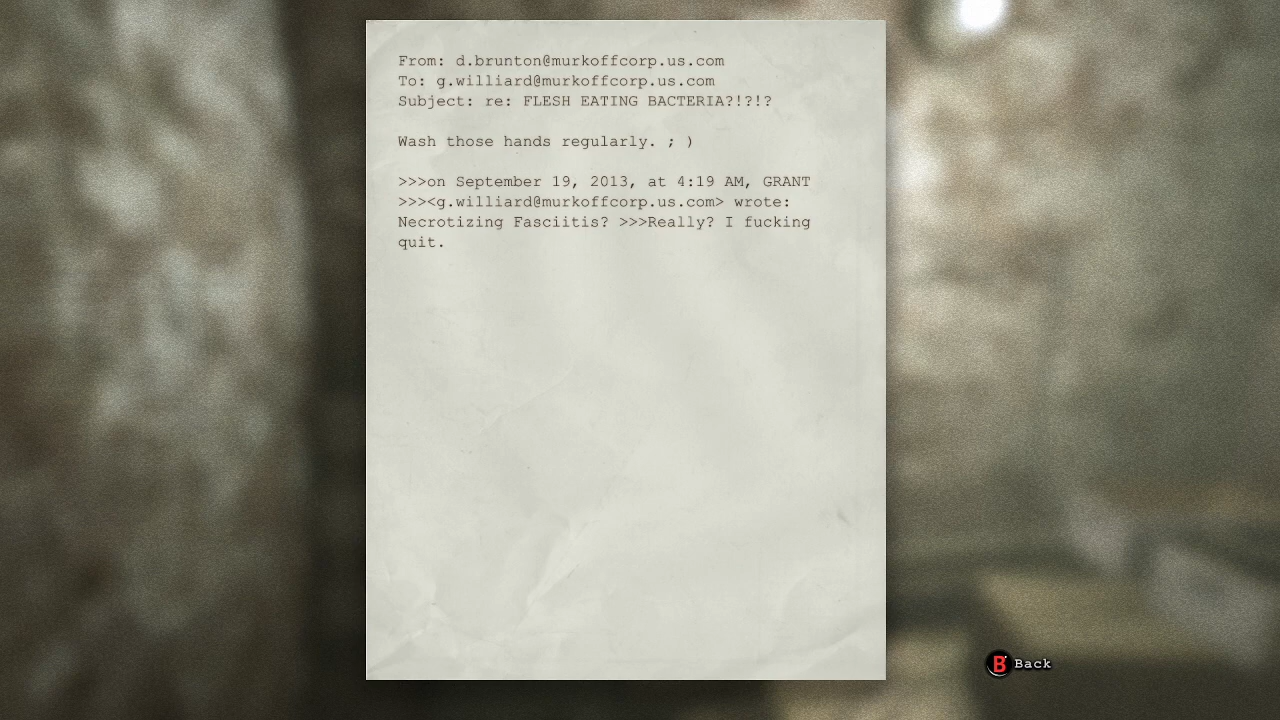 From: d.brunton@murkoffcorp.us.com
To: g.williard@murkoffcorp.us.com
Subject: re: FLESH EATING BACTERIA?!?!?
Wash those hands regularly. ; )
>>>on September 19, 2013, at 4:19 AM, GRANT
>>><g.williard@murkoffcorp.us.com> wrote:
Necrotizing Fasciitis? >>>Really? I fucking
quit.
B Back